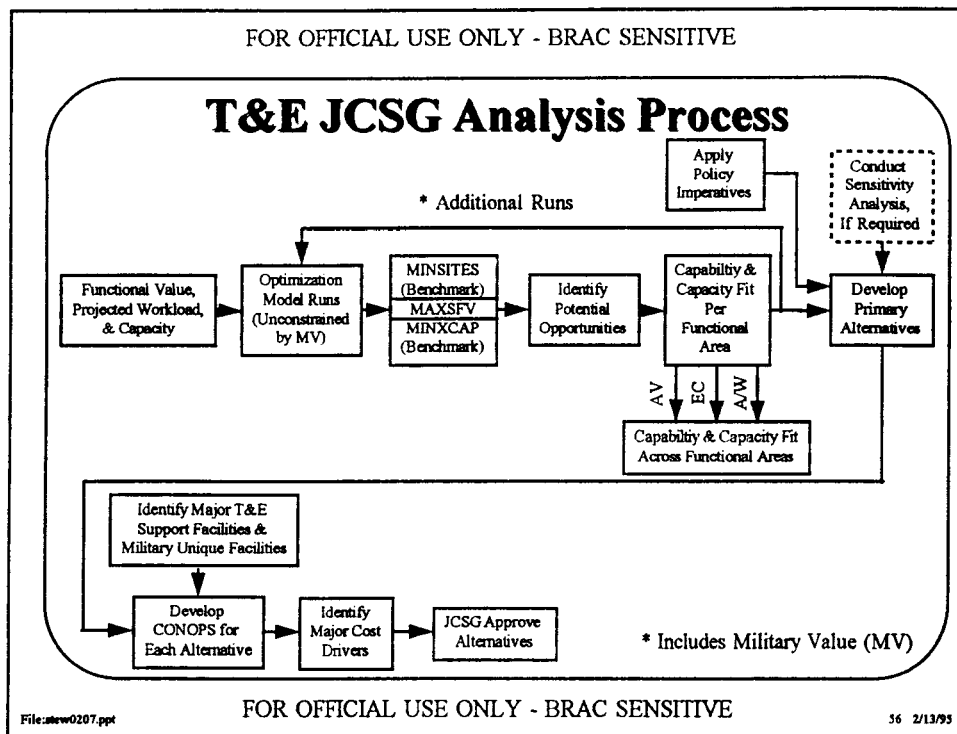 FOR OFFICIAL USE ONLY - BRAC SENSITIVE
T&E JCSG Analysis Process
Apply
Policy
Imperatives
Conduct
Sensitivity
Analysis,
If Required
* Additional Runs
Functional Value,
Projected Workload,
& Capacity
Optimization
Model Runs
(Unconstrained
by MV)
MINSITES
(Benchmark)
MAXSFV
MINXCAP
(Benchmark)
Identify
Potential
Opportunities
Capabiltiy &
Capacity Fit
Per
Functional
Area
Develop
Primary
Alternatives
AV
EC
A/W
Capabiltiy & Capacity Fit
Across Functional Areas
Identify Major T&E
Support Facilities &
Military Unique Facilities
Develop
CONOPS for
Each Alternative
Identify
Major Cost
Drivers
JCSG Approve
Alternatives
* Includes Military Value (MV)
FOR OFFICIAL USE ONLY - BRAC SENSITIVE
File:stew0207.ppt
56 2/13/95